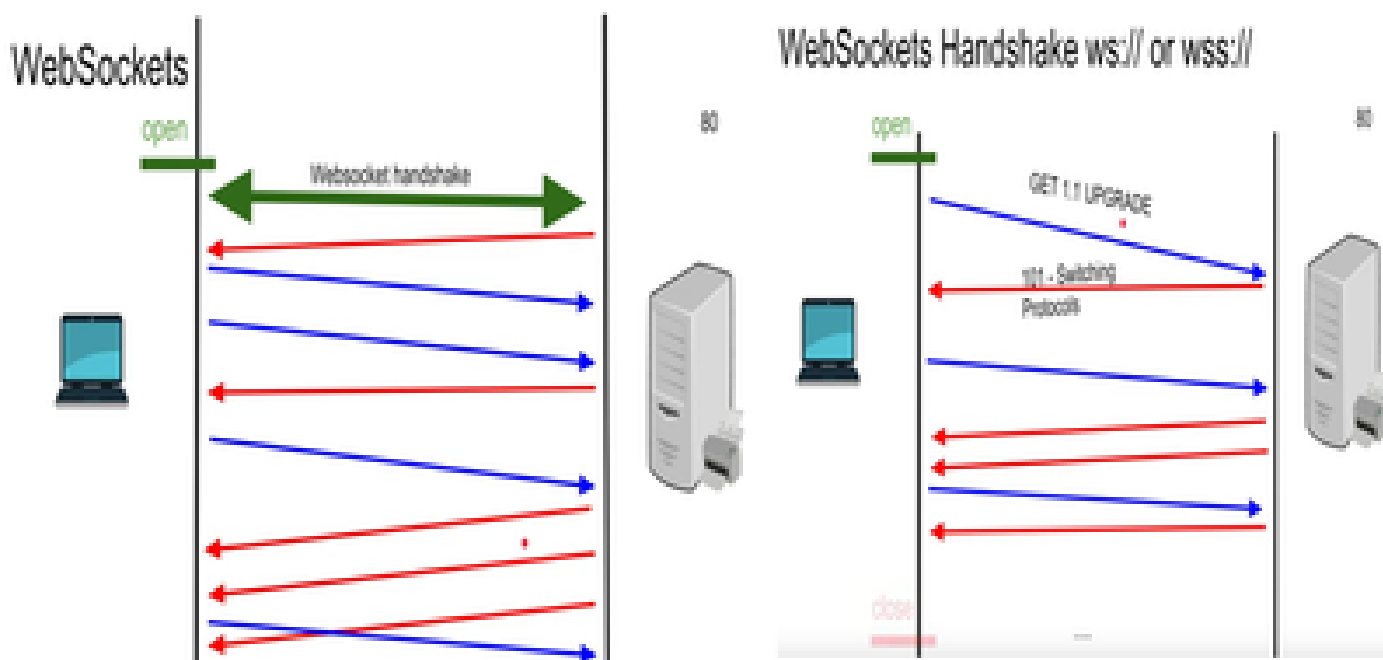 WebSockets
open
80
Websocket handshake
WebSockets Handshake ws:// or wss://
open
80
GET 1.1 UPGRADE
101 - Switching
Protocols
close